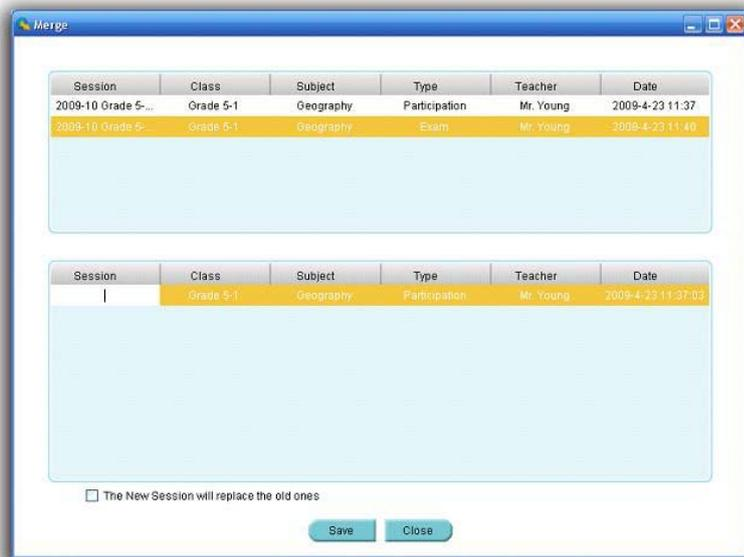 Merge
Session Class Subject Type Teacher Date
2009-10 Grade 5-... Grade 5-1 Geography Participation Mr. Young 2009-4-23 11:37
2009-10 Grade 5-... Grade 5-1 Geography Exam Mr. Young 2009-4-23 11:40
Session Class Subject Type Teacher Date
Grade 5-1 Geography Participation Mr. Young 2009-4-23 11:37:03
The New Session will replace the old ones
Save Close